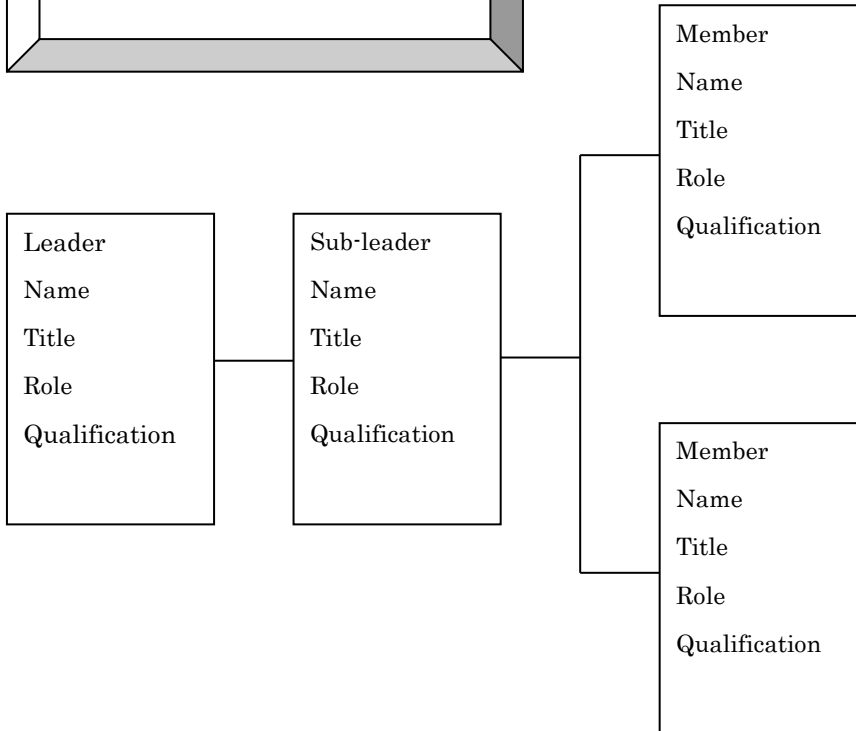 Leader
Name
Title
Role
Qualification
Sub-leader
Name
Title
Role
Qualification
Member
Name
Title
Role
Qualification
Member
Name
Title
Role
Qualification